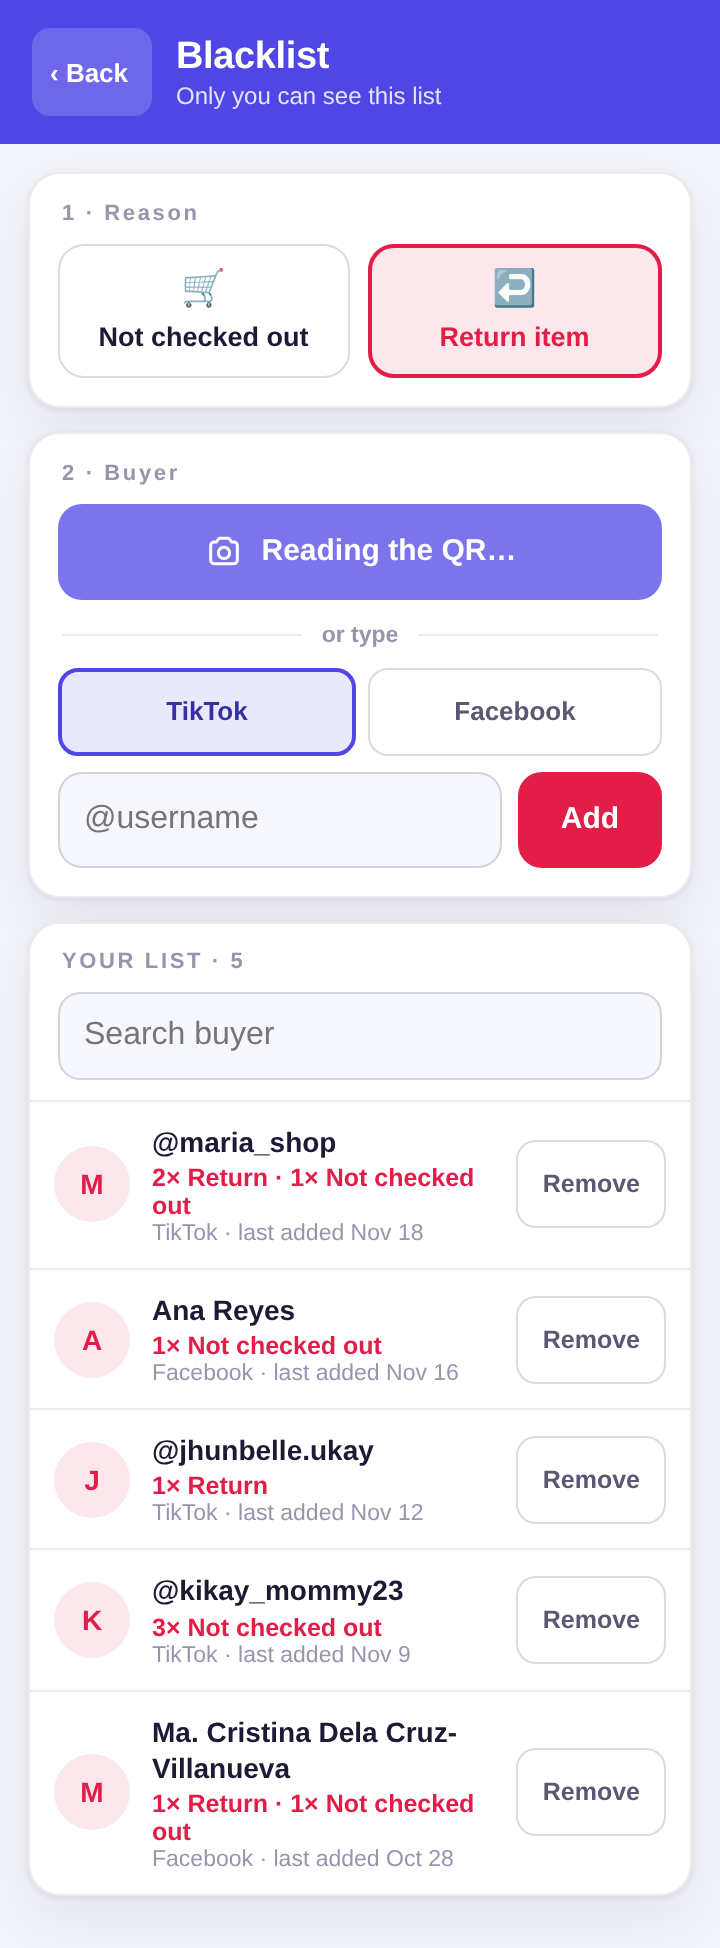 ‹ Back
Blacklist
Only you can see this list
1 · Reason
Not checked out
Return item
2 · Buyer
Reading the QR…
or type
TikTok
Facebook
@username
Add
YOUR LIST · 5
Search buyer
M
@maria_shop
2× Return · 1× Not checked
out
TikTok · last added Nov 18
Remove
A
Ana Reyes
1× Not checked out
Facebook · last added Nov 16
Remove
J
@jhunbelle.ukay
1× Return
TikTok · last added Nov 12
Remove
K
@kikay_mommy23
3× Not checked out
TikTok · last added Nov 9
Remove
M
Ma. Cristina Dela Cruz-
Villanueva
1× Return · 1× Not checked
out
Facebook · last added Oct 28
Remove